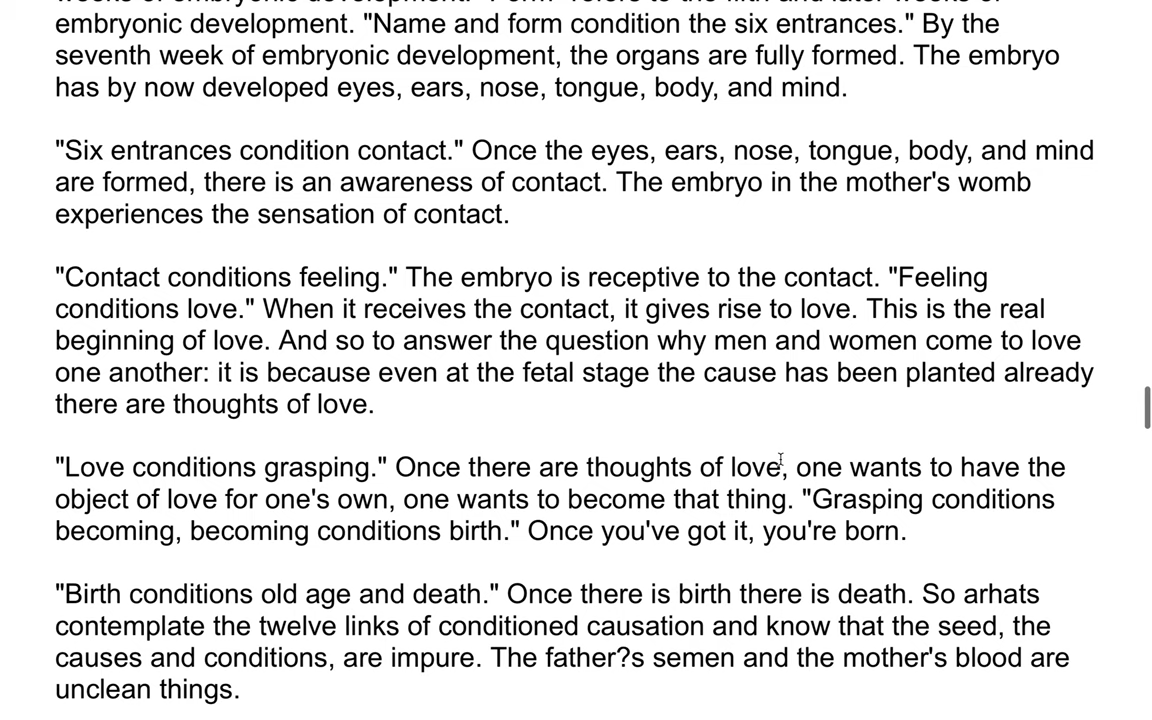 embryonic development. "Name and form condition the six entrances." By the
seventh week of embryonic development, the organs are fully formed. The embryo
has by now developed eyes, ears, nose, tongue, body, and mind.
"Six entrances condition contact." Once the eyes, ears, nose, tongue, body, and mind
are formed, there is an awareness of contact. The embryo in the mother's womb
experiences the sensation of contact.
"Contact conditions feeling." The embryo is receptive to the contact. "Feeling
conditions love." When it receives the contact, it gives rise to love. This is the real
beginning of love. And so to answer the question why men and women come to love
one another: it is because even at the fetal stage the cause has been planted already
there are thoughts of love.
"Love conditions grasping." Once there are thoughts of love, one wants to have the
object of love for one's own, one wants to become that thing. "Grasping conditions
becoming, becoming conditions birth." Once you've got it, you're born.
"Birth conditions old age and death." Once there is birth there is death. So arhats
contemplate the twelve links of conditioned causation and know that the seed, the
causes and conditions, are impure. The father?s semen and the mother's blood are
unclean things.